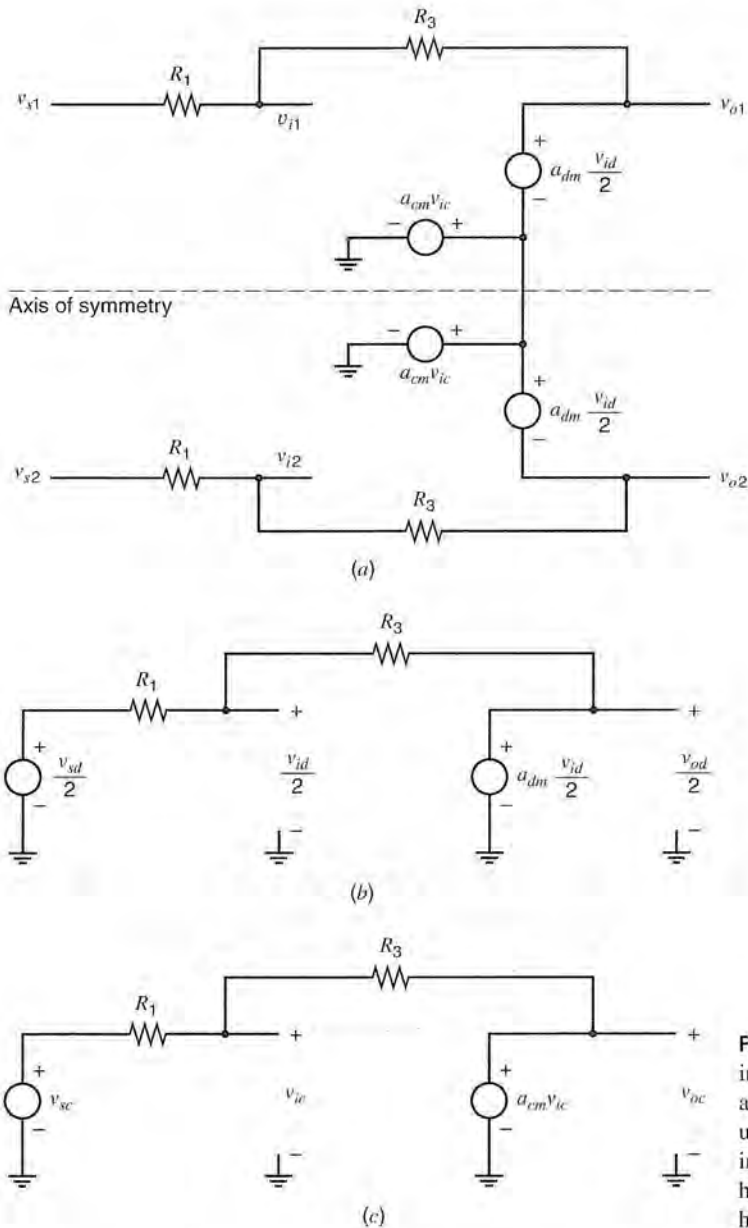 R3
R1
vs1
vi1
vo1
+
adm vid/2
−
acmvic
− +
Axis of symmetry
− +
acmvic
+
adm vid/2
−
R1
vs2
vi2
vo2
R3
(a)
R3
R1
+ + + +
vsd/2 vid/2 adm vid/2 vod/2
− − − −
(b)
R3
R1
+ + + +
vsc vic acmvic voc
− − − −
(c)
F
in
a
u
in
h
h